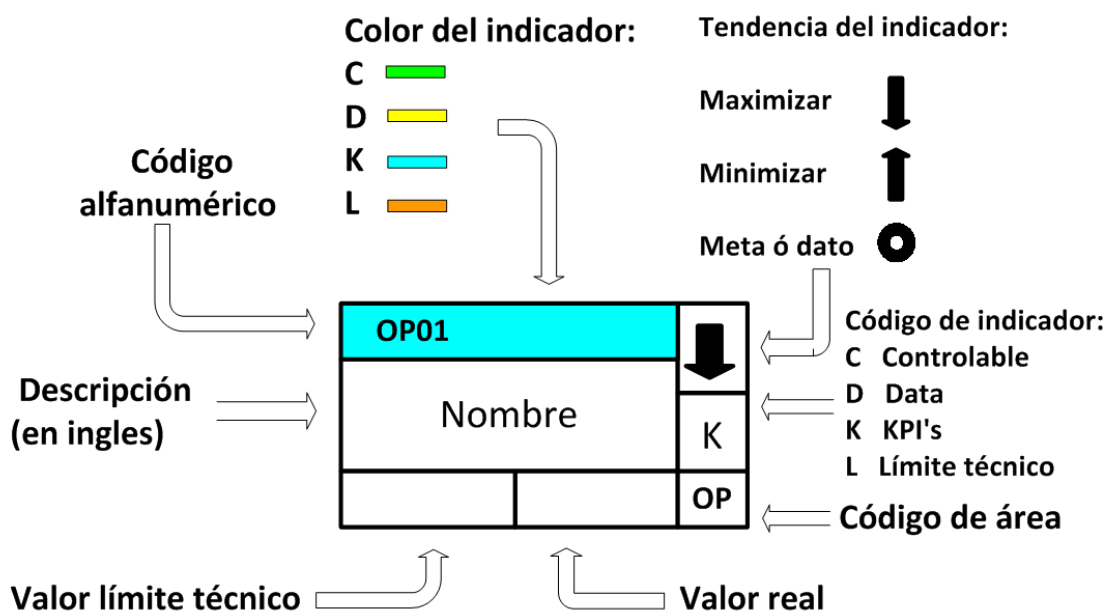 Color del indicador:
C
D
K
L
Tendencia del indicador:
Maximizar
Minimizar
Meta ó dato
Código
alfanumérico
Descripción
(en ingles)
OP01
Nombre
K
OP
Código de indicador:
C Controlable
D Data
K KPI's
L Límite técnico
Código de área
Valor límite técnico
Valor real